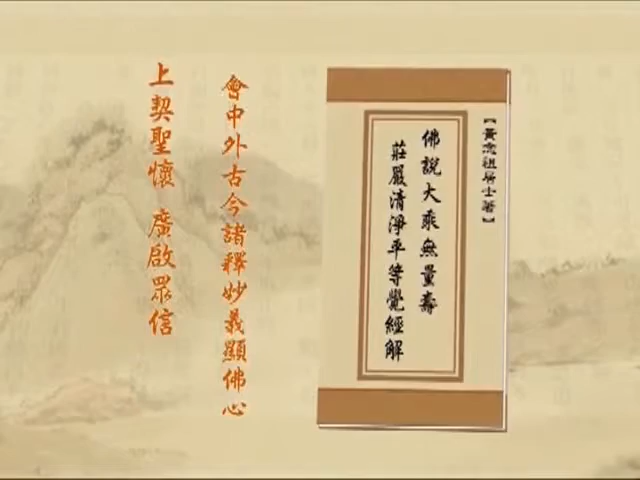 【黃念祖居士著】
佛說大乘無量壽
莊嚴清淨平等覺經解
會中外古今諸釋妙義顯佛心
上契聖懷 廣啟眾信